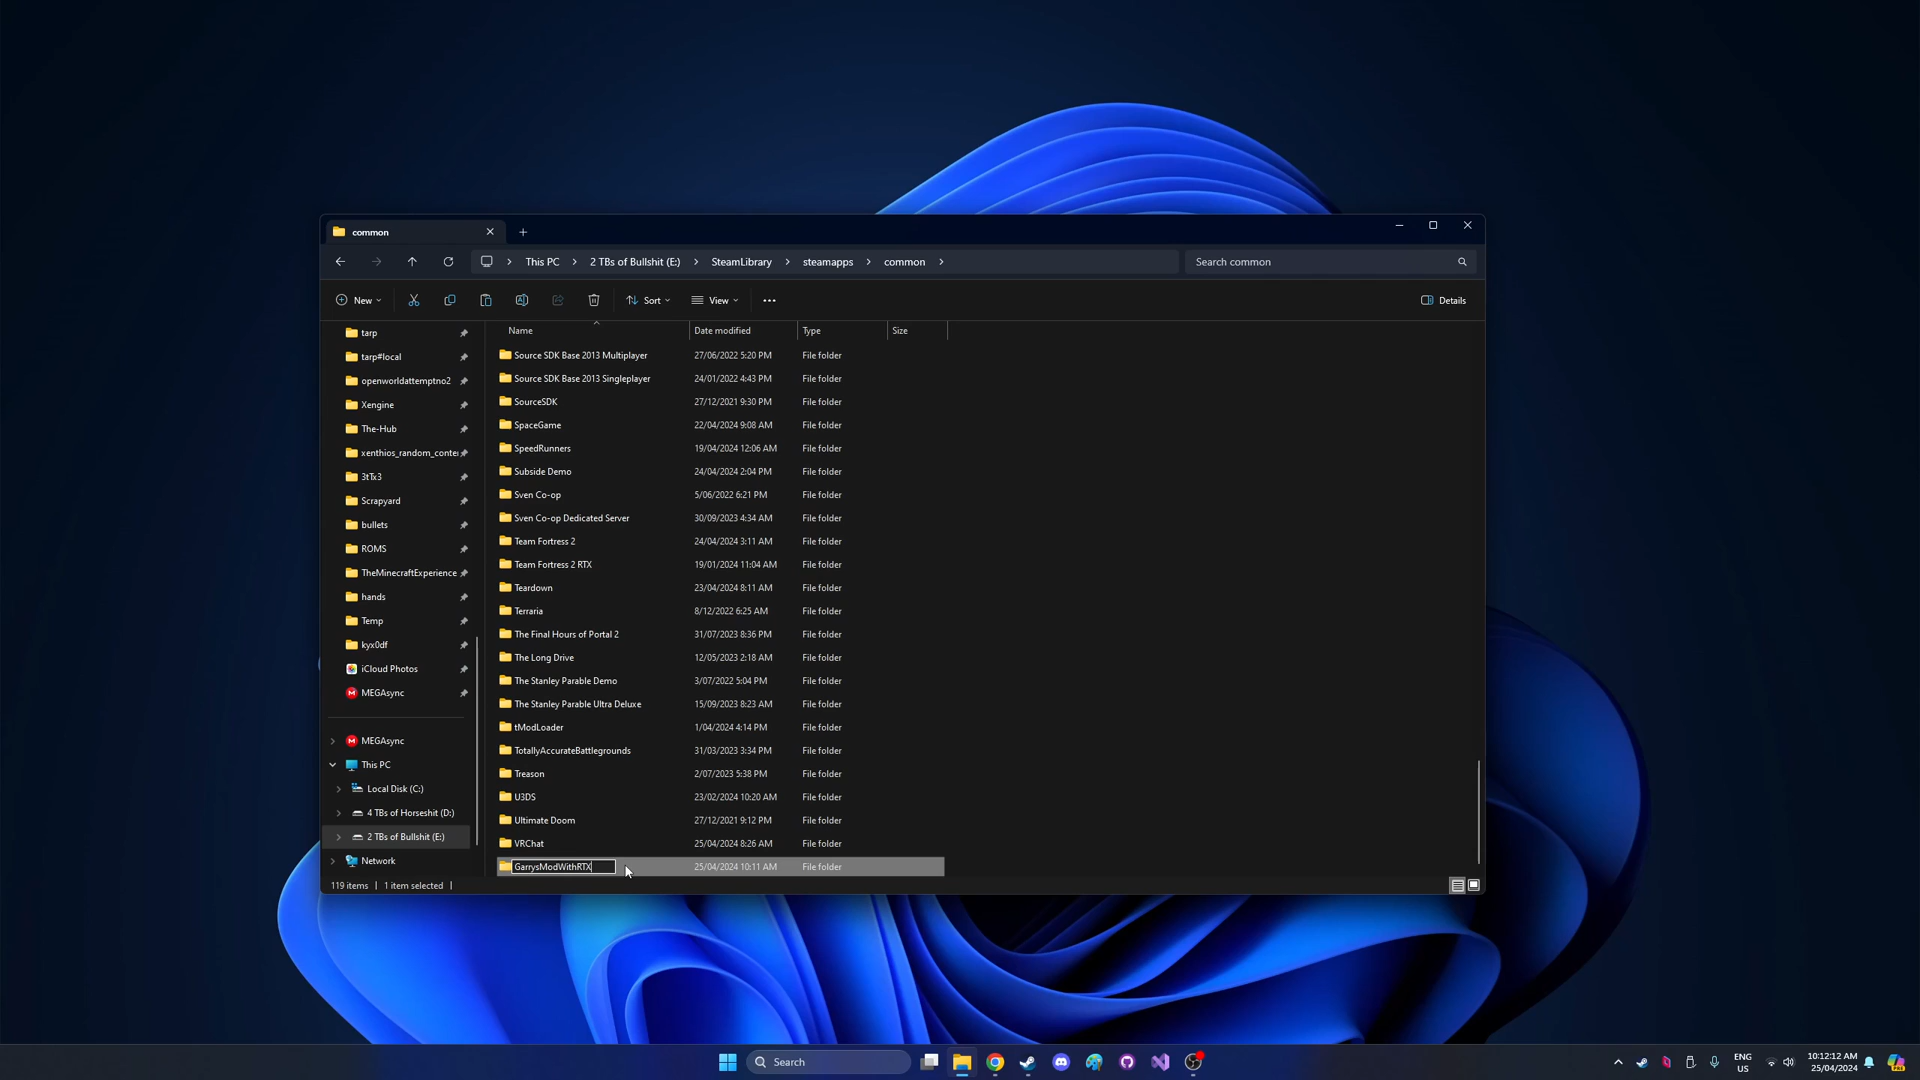 common
This PC
2 TBs of Bullshit (E:)
SteamLibrary
steamapps
common
Search common
New
Sort
View
Details
Name Date modified Type Size
tarp
tarp#local
openworldattemptno2
Xengine
The-Hub
xenthios_random_conte
3tTx3
Scrapyard
bullets
ROMS
TheMinecraftExperience
hands
Temp
kyx0df
iCloud Photos
MEGAsync
MEGAsync
This PC
Local Disk (C:)
4 TBs of Horseshit (D:)
2 TBs of Bullshit (E:)
Network
Source SDK Base 2013 Multiplayer 27/06/2022 5:20 PM File folder
Source SDK Base 2013 Singleplayer 24/01/2022 4:43 PM File folder
SourceSDK 27/12/2021 9:30 PM File folder
SpaceGame 22/04/2024 9:08 AM File folder
SpeedRunners 19/04/2024 12:06 AM File folder
Subside Demo 24/04/2024 2:04 PM File folder
Sven Co-op 5/06/2022 6:21 PM File folder
Sven Co-op Dedicated Server 30/09/2023 4:34 AM File folder
Team Fortress 2 24/04/2024 3:11 AM File folder
Team Fortress 2 RTX 19/01/2024 11:04 AM File folder
Teardown 23/04/2024 8:11 AM File folder
Terraria 8/12/2022 6:25 AM File folder
The Final Hours of Portal 2 31/07/2023 8:36 PM File folder
The Long Drive 12/05/2023 2:18 AM File folder
The Stanley Parable Demo 3/07/2022 5:04 PM File folder
The Stanley Parable Ultra Deluxe 15/09/2023 8:23 AM File folder
tModLoader 1/04/2024 4:14 PM File folder
TotallyAccurateBattlegrounds 31/03/2023 3:34 PM File folder
Treason 2/07/2023 5:38 PM File folder
U3DS 23/02/2024 10:20 AM File folder
Ultimate Doom 27/12/2021 9:12 PM File folder
VRChat 25/04/2024 8:26 AM File folder
GarrysModWithRTX 25/04/2024 10:11 AM File folder
119 items 1 item selected
Search
ENG
US
10:12:12 AM
25/04/2024